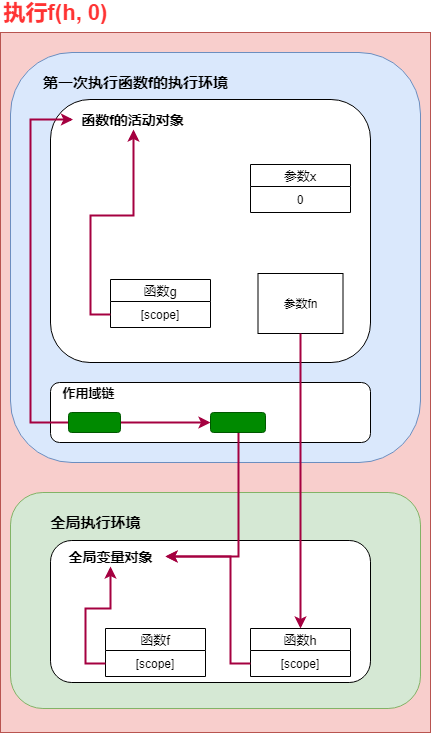 执行f(h, 0)
第一次执行函数f的执行环境
函数f的活动对象
参数x
0
函数g
[scope]
参数fn
作用域链
全局执行环境
全局变量对象
函数f
[scope]
函数h
[scope]